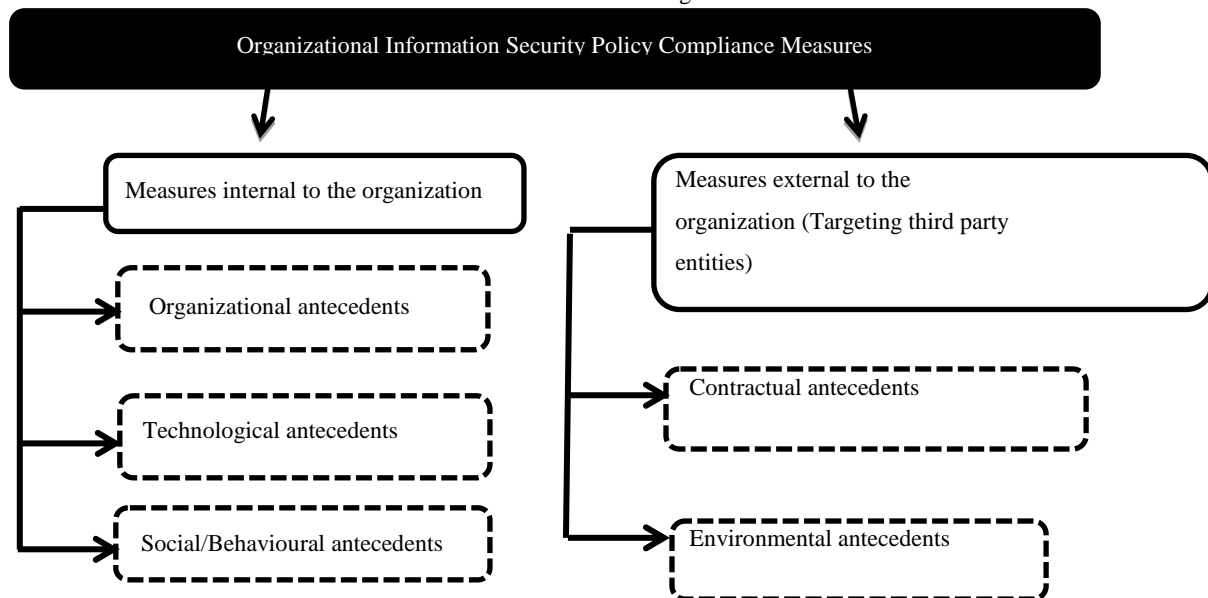 Organizational Information Security Policy Compliance Measures
Measures internal to the organization
Organizational antecedents
Technological antecedents
Social/Behavioural antecedents
Measures external to the
organization (Targeting third party
entities)
Contractual antecedents
Environmental antecedents